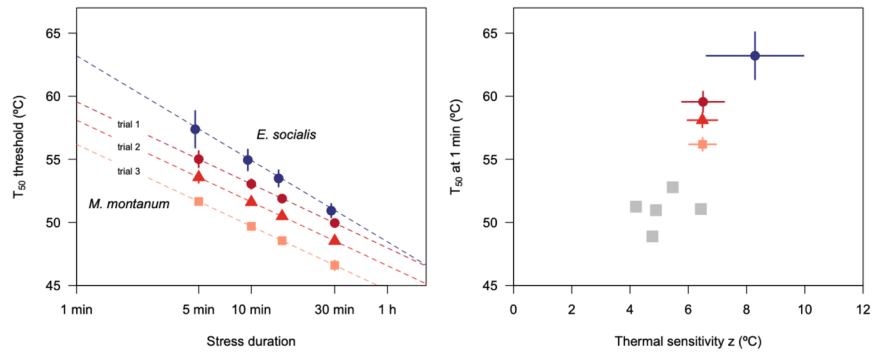 65
60
55
50
45
T50 threshold (ºC)
trial 1
trial 2
trial 3
E. socialis
M. montanum
1 min
5 min
10 min
30 min
1 h
Stress duration
65
60
55
50
45
T50 at 1 min (ºC)
0
2
4
6
8
10
12
Thermal sensitivity z (ºC)